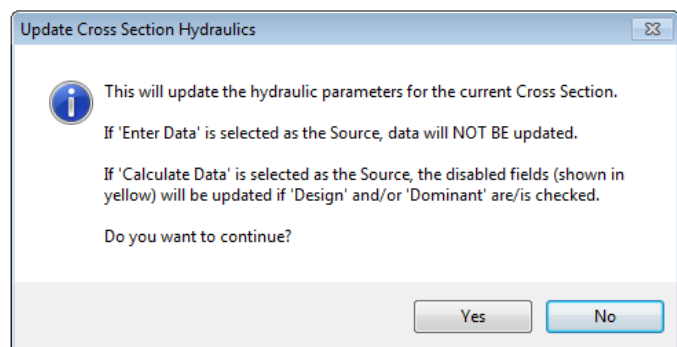 Update Cross Section Hydraulics
This will update the hydraulic parameters for the current Cross Section.
If 'Enter Data' is selected as the Source, data will NOT BE updated.
If 'Calculate Data' is selected as the Source, the disabled fields (shown in
yellow) will be updated if 'Design' and/or 'Dominant' are/is checked.
Do you want to continue?
Yes
No